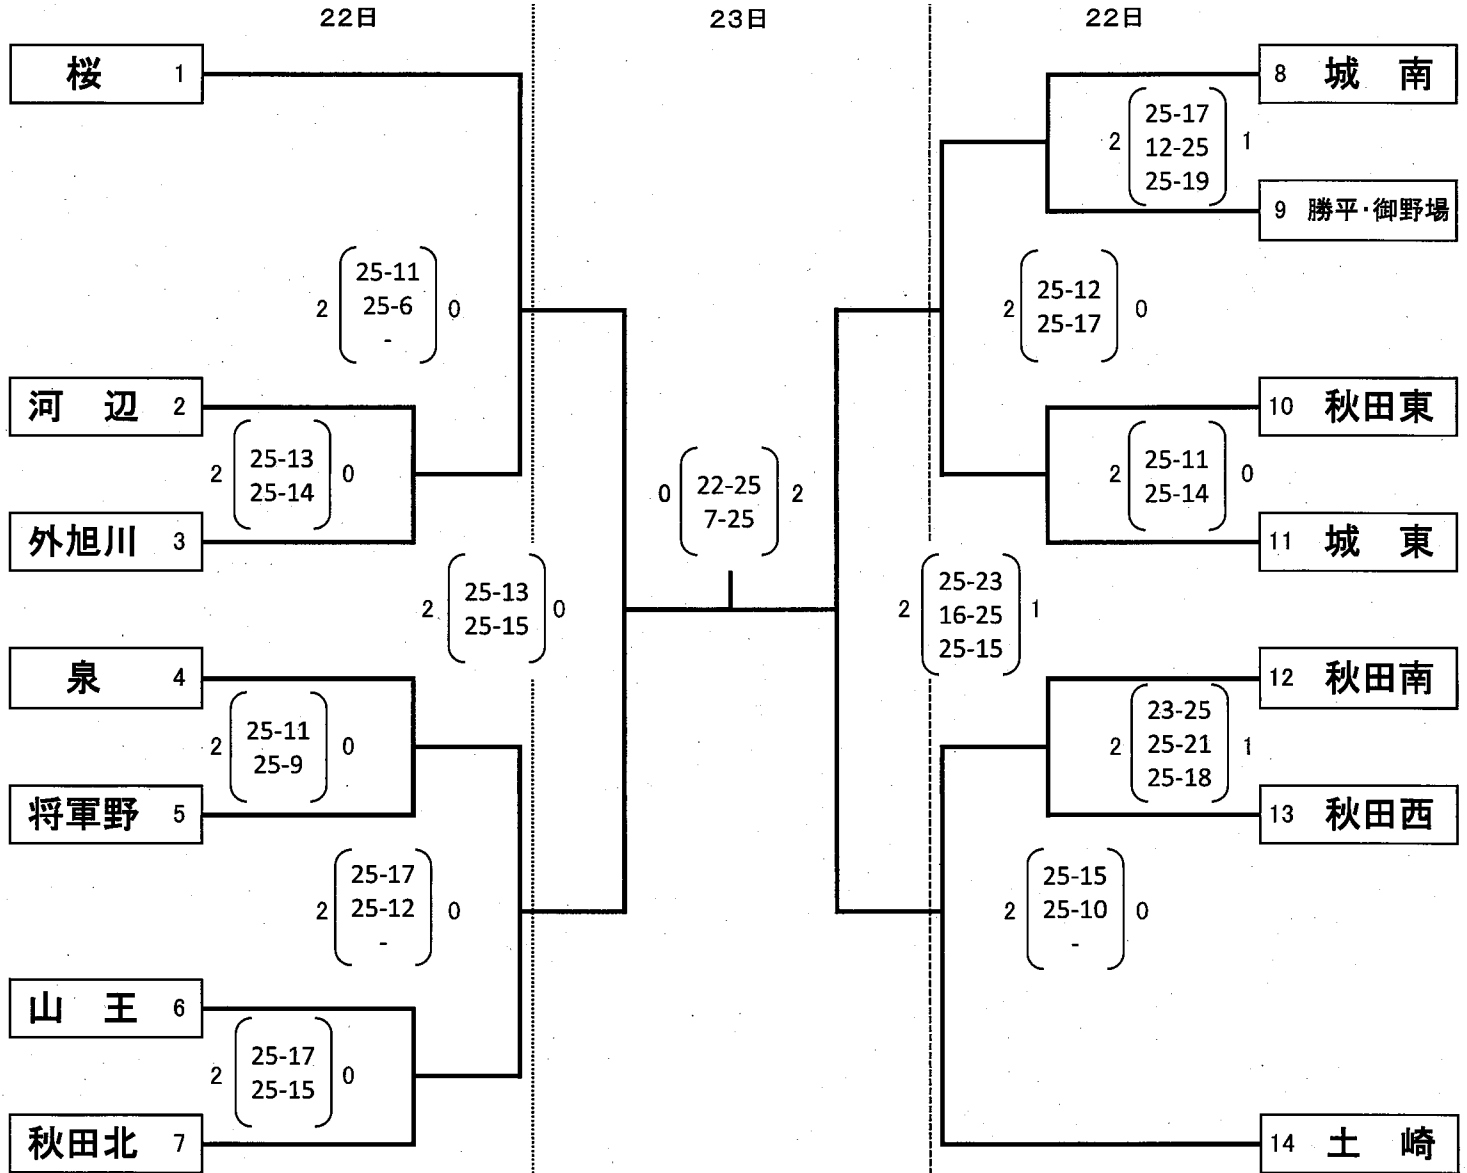 22日
23日
22日
桜 1
河 辺 2
外旭川 3
泉 4
将軍野 5
山 王 6
秋田北 7
2 25-11 0
25-6
-
2 25-13 0
25-14
2 25-13 0
25-15
2 25-11 0
25-9
2 25-17 0
25-12
-
2 25-17 0
25-15
0 22-25 2
7-25
8 城 南
9 勝平・御野場
10 秋田東
11 城 東
12 秋田南
13 秋田西
14 土 崎
25-17
2 12-25 1
25-19
2 25-12 0
25-17
2 25-11 0
25-14
25-23
2 16-25 1
25-15
23-25
2 25-21 1
25-18
25-15
2 25-10 0
-